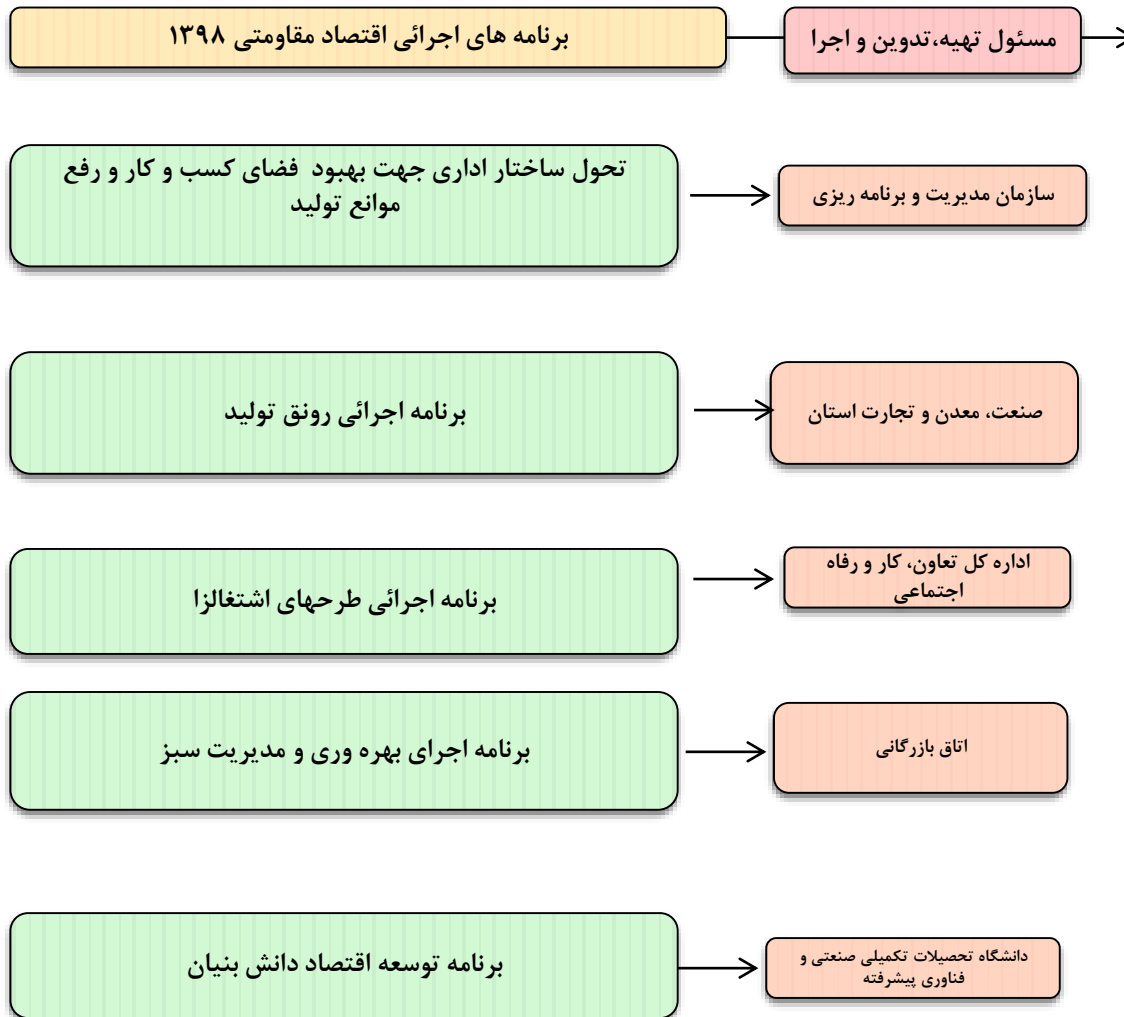 برنامه های اجرائی اقتصاد مقاومتی ۱۳۹۸
مسئول تهیه،تدوین و اجرا
تحول ساختار اداری جهت بهبود فضای کسب و کار و رفع
موانع تولید
سازمان مدیریت و برنامه ریزی
برنامه اجرائی رونق تولید
صنعت، معدن و تجارت استان
برنامه اجرائی طرحهای اشتغالزا
اداره کل تعاون، کار و رفاه
اجتماعی
برنامه اجرای بهره وری و مدیریت سبز
اتاق بازرگانی
برنامه توسعه اقتصاد دانش بنیان
دانشگاه تحصیلات تکمیلی صنعتی و
فناوری پیشرفته